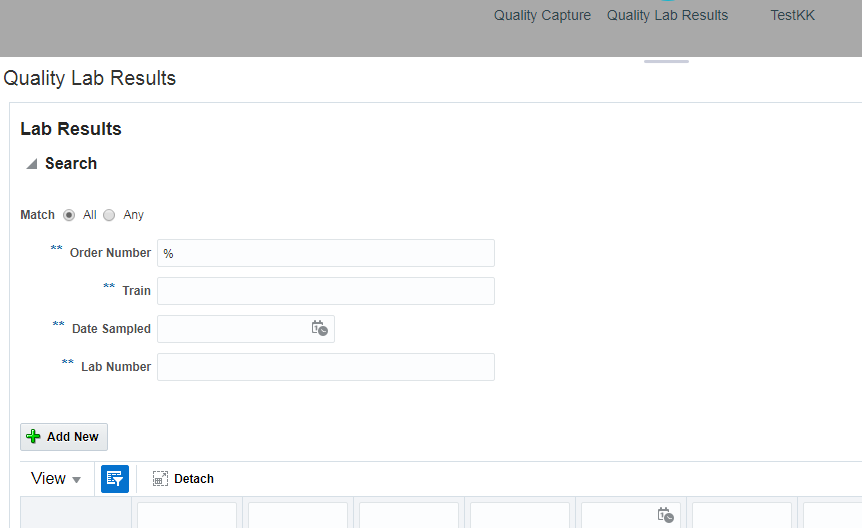 Quality Capture Quality Lab Results TestKK
Quality Lab Results
Lab Results
Search
Match All Any
** Order Number %
** Train
** Date Sampled
** Lab Number
Add New
View Detach